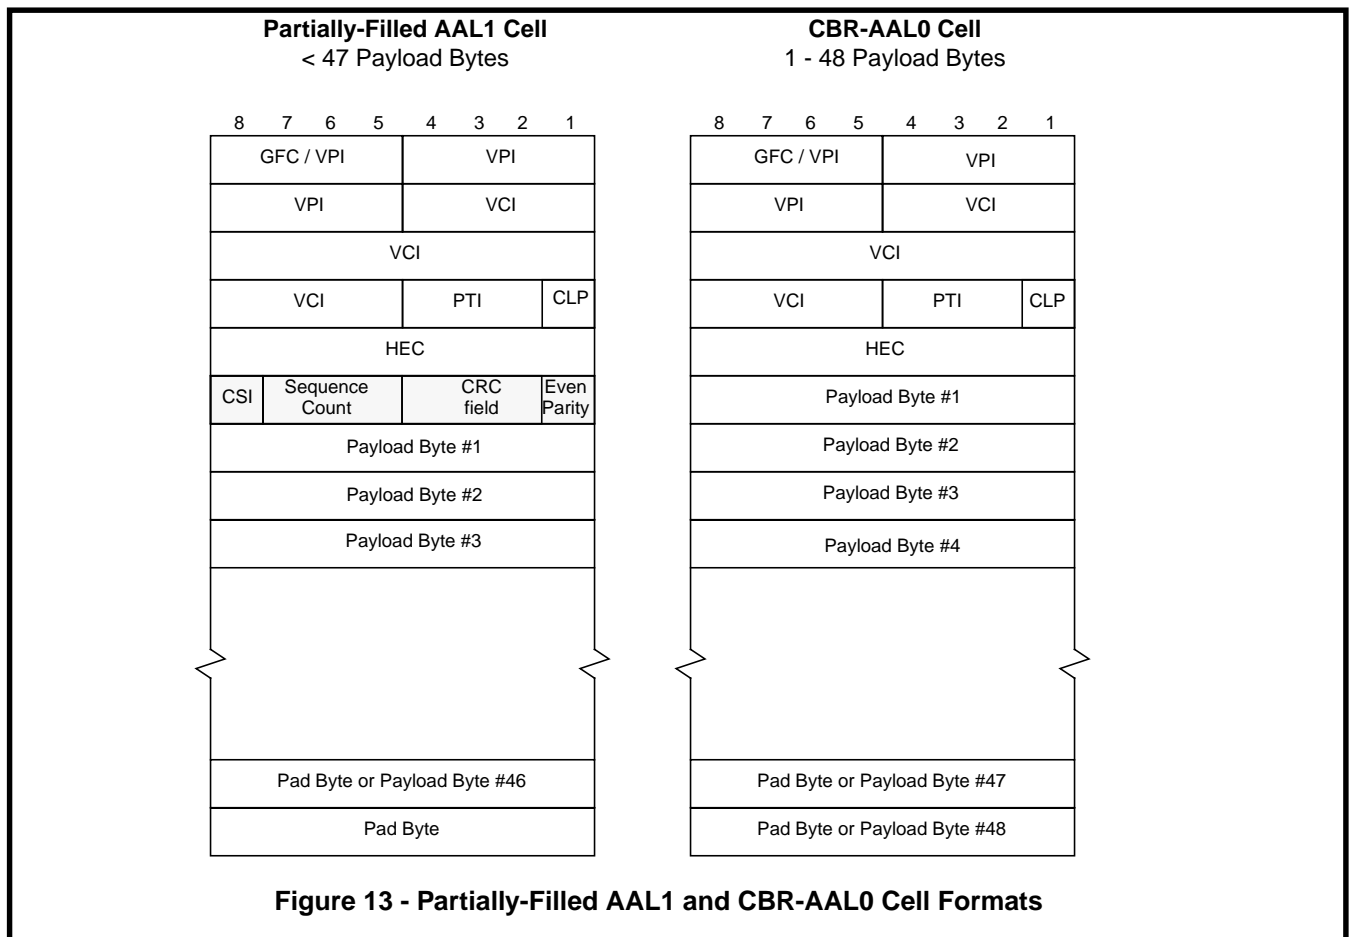 Partially-Filled AAL1 Cell
< 47 Payload Bytes
8 7 6 5 4 3 2 1
GFC / VPI VPI
VPI VCI
VCI
VCI PTI CLP
HEC
CSI Sequence Count CRC field Even Parity
Payload Byte #1
Payload Byte #2
Payload Byte #3
Pad Byte or Payload Byte #46
Pad Byte
CBR-AAL0 Cell
1 - 48 Payload Bytes
8 7 6 5 4 3 2 1
GFC / VPI VPI
VPI VCI
VCI
VCI PTI CLP
HEC
Payload Byte #1
Payload Byte #2
Payload Byte #3
Payload Byte #4
Pad Byte or Payload Byte #47
Pad Byte or Payload Byte #48
Figure 13 - Partially-Filled AAL1 and CBR-AAL0 Cell Formats